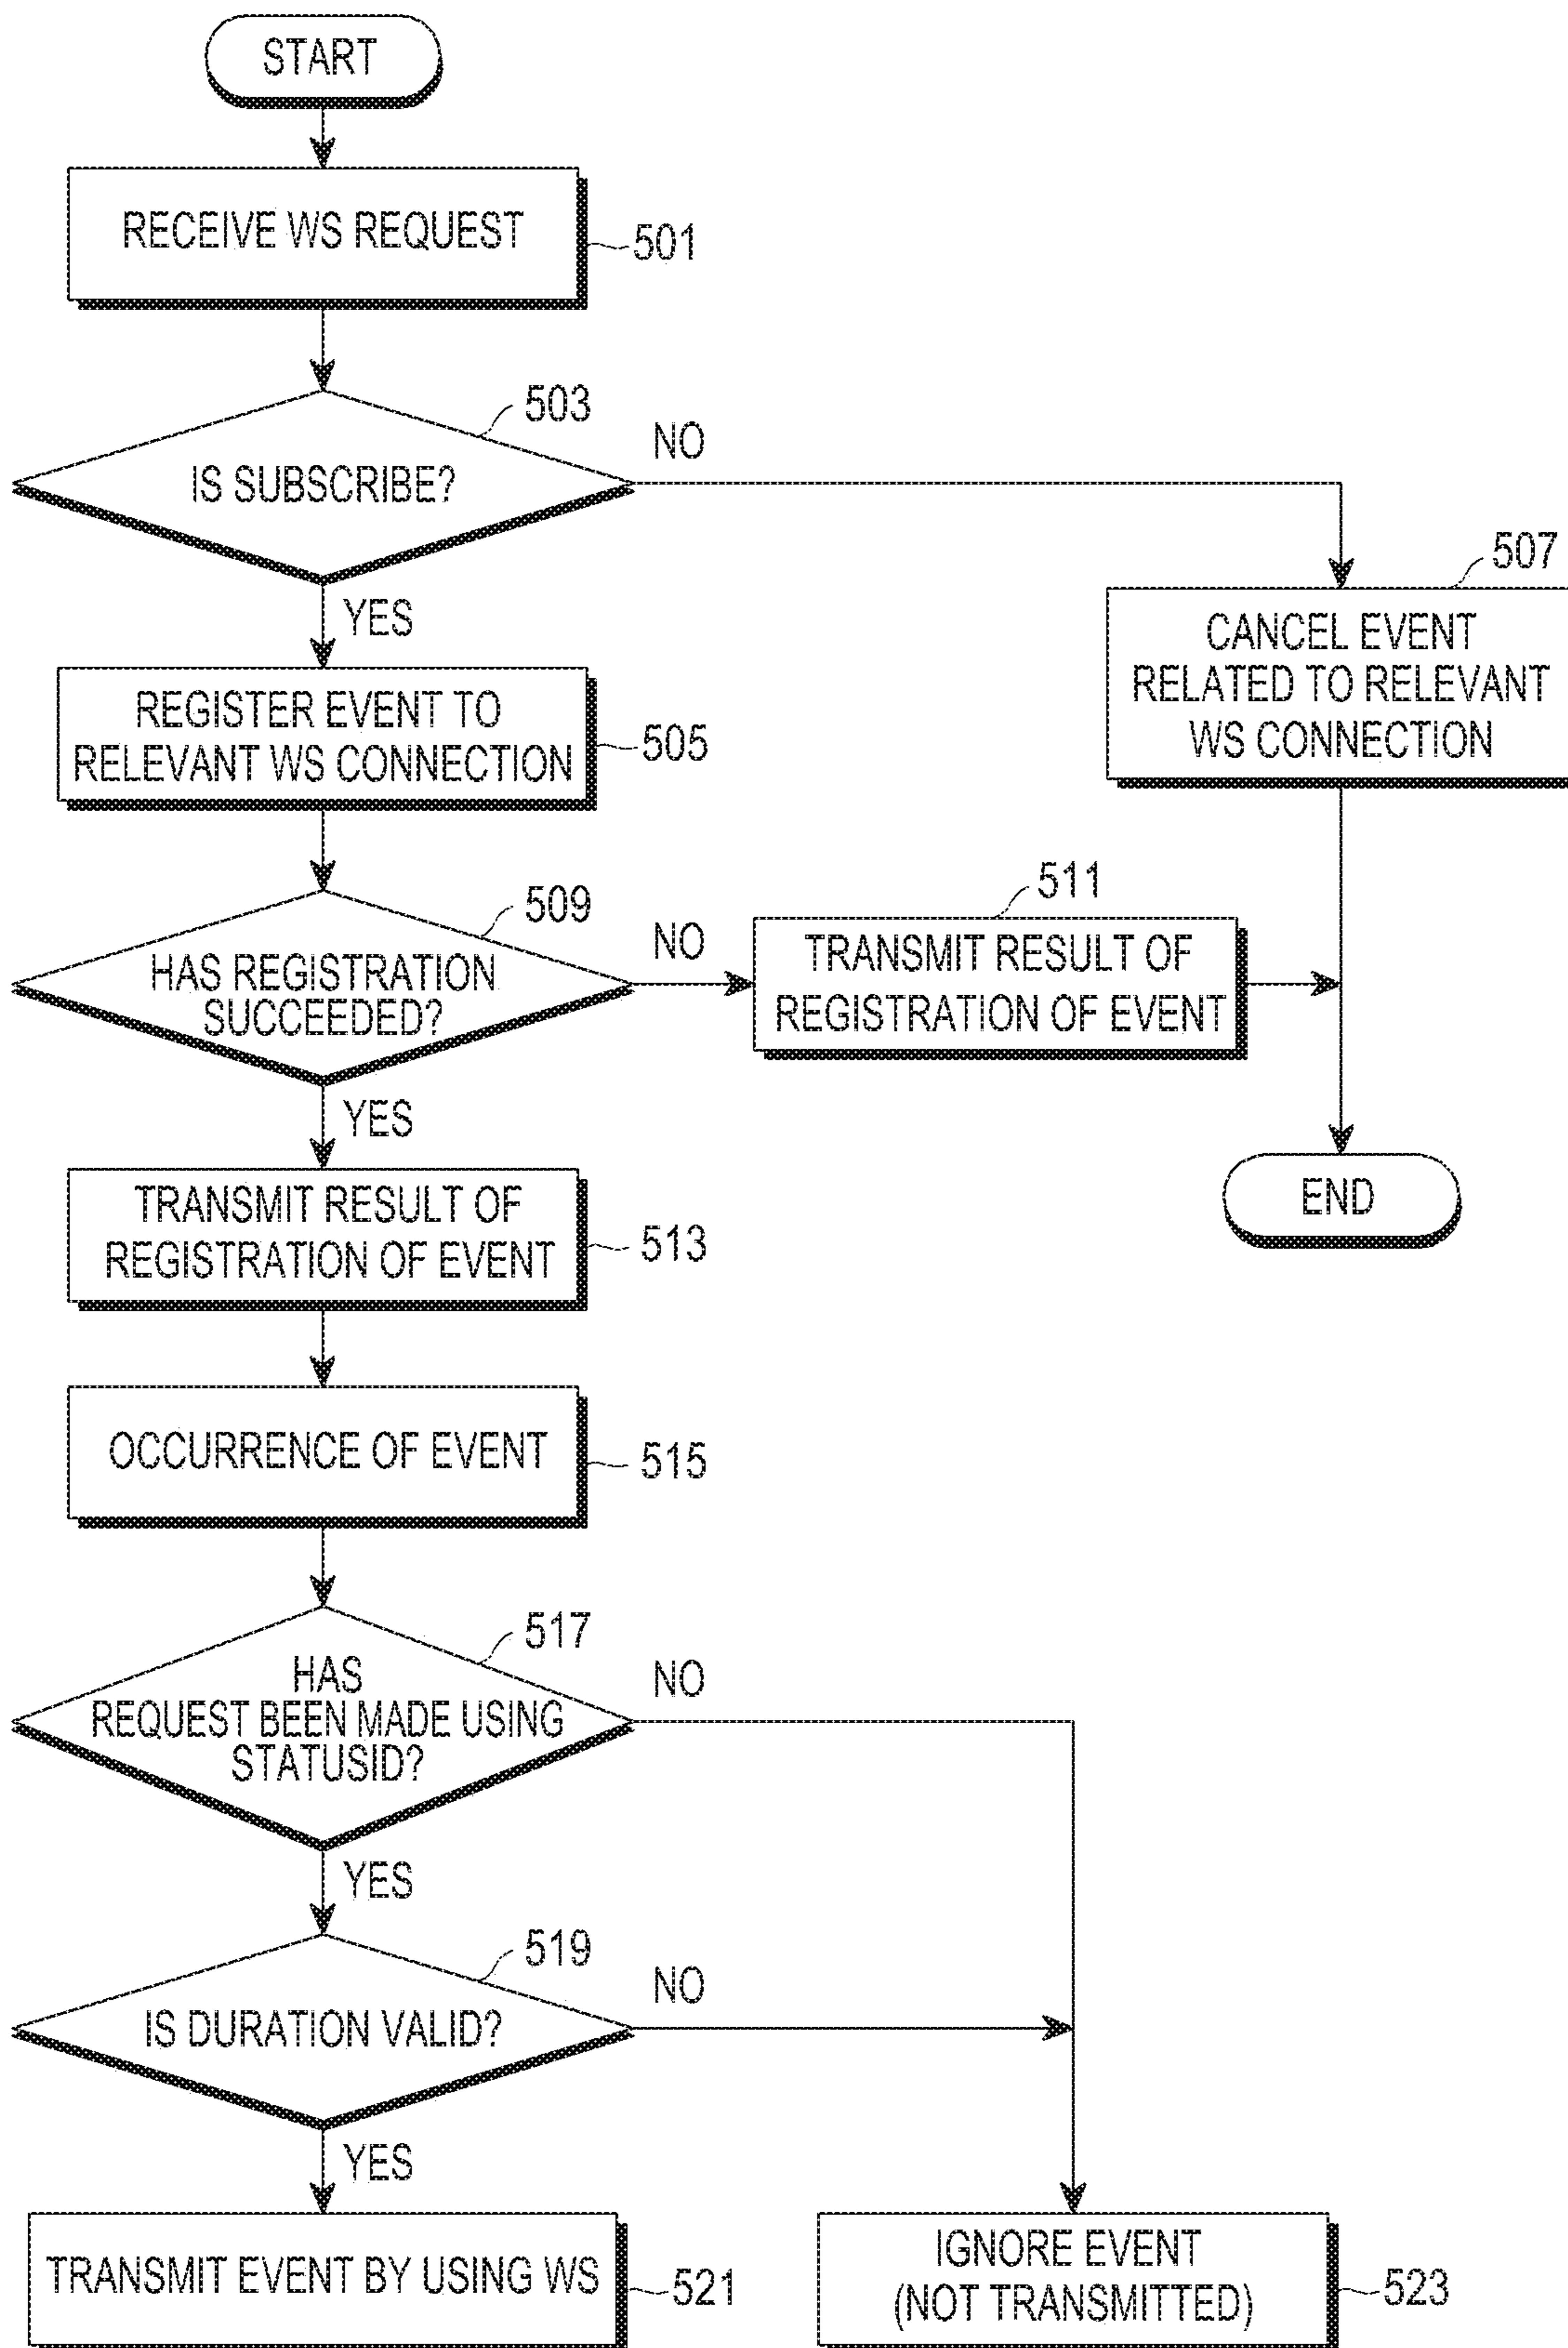 START
RECEIVE WS REQUEST
501
503
NO
IS SUBSCRIBE?
YES
507
CANCEL EVENT
RELATED TO RELEVANT
WS CONNECTION
REGISTER EVENT TO
RELEVANT WS CONNECTION
505
509
NO
HAS REGISTRATION
SUCCEEDED?
511
TRANSMIT RESULT OF
REGISTRATION OF EVENT
YES
TRANSMIT RESULT OF
REGISTRATION OF EVENT
513
END
OCCURRENCE OF EVENT
515
517
NO
HAS
REQUEST BEEN MADE USING
STATUSID?
YES
519
NO
IS DURATION VALID?
YES
TRANSMIT EVENT BY USING WS
521
IGNORE EVENT
(NOT TRANSMITTED)
523